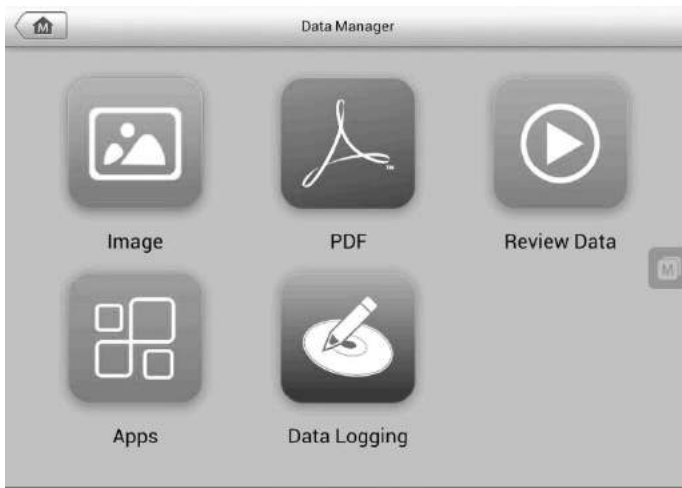 M
Data Manager
Image
PDF
Review Data
M
Apps
Data Logging